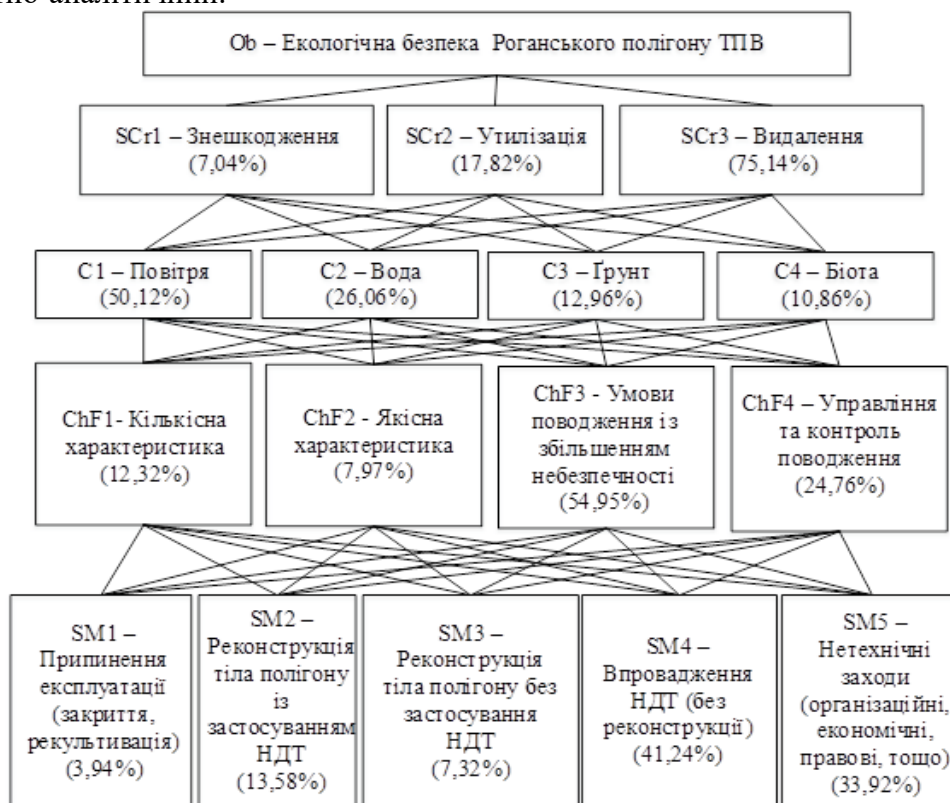 Ob – Екологічна безпека Роганського полігону ТПВ
SCr1 – Знешкодження
(7,04%)
SCr2 – Утилізація
(17,82%)
SCr3 – Видалення
(75,14%)
C1 – Повітря
(50,12%)
C2 – Вода
(26,06%)
C3 – Ґрунт
(12,96%)
C4 – Біота
(10,86%)
ChF1- Кількісна
характеристика
(12,32%)
ChF2 - Якісна
характеристика
(7,97%)
ChF3 - Умови
поводження із
збільшенням
небезпечності
(54,95%)
ChF4 – Управління
та контроль
поводження
(24,76%)
SM1 –
Припинення
експлуатації
(закриття,
рекультивація)
(3,94%)
SM2 –
Реконструкція
тіла полігону
із
застосуванням
НДТ
(13,58%)
SM3 –
Реконструкція
тіла полігону без
застосування
НДТ
(7,32%)
SM4 –
Впровадження
НДТ (без
реконструкції)
(41,24%)
SM5 –
Нетехнічні
заходи
(організаційні,
економічні,
правові, тощо)
(33,92%)